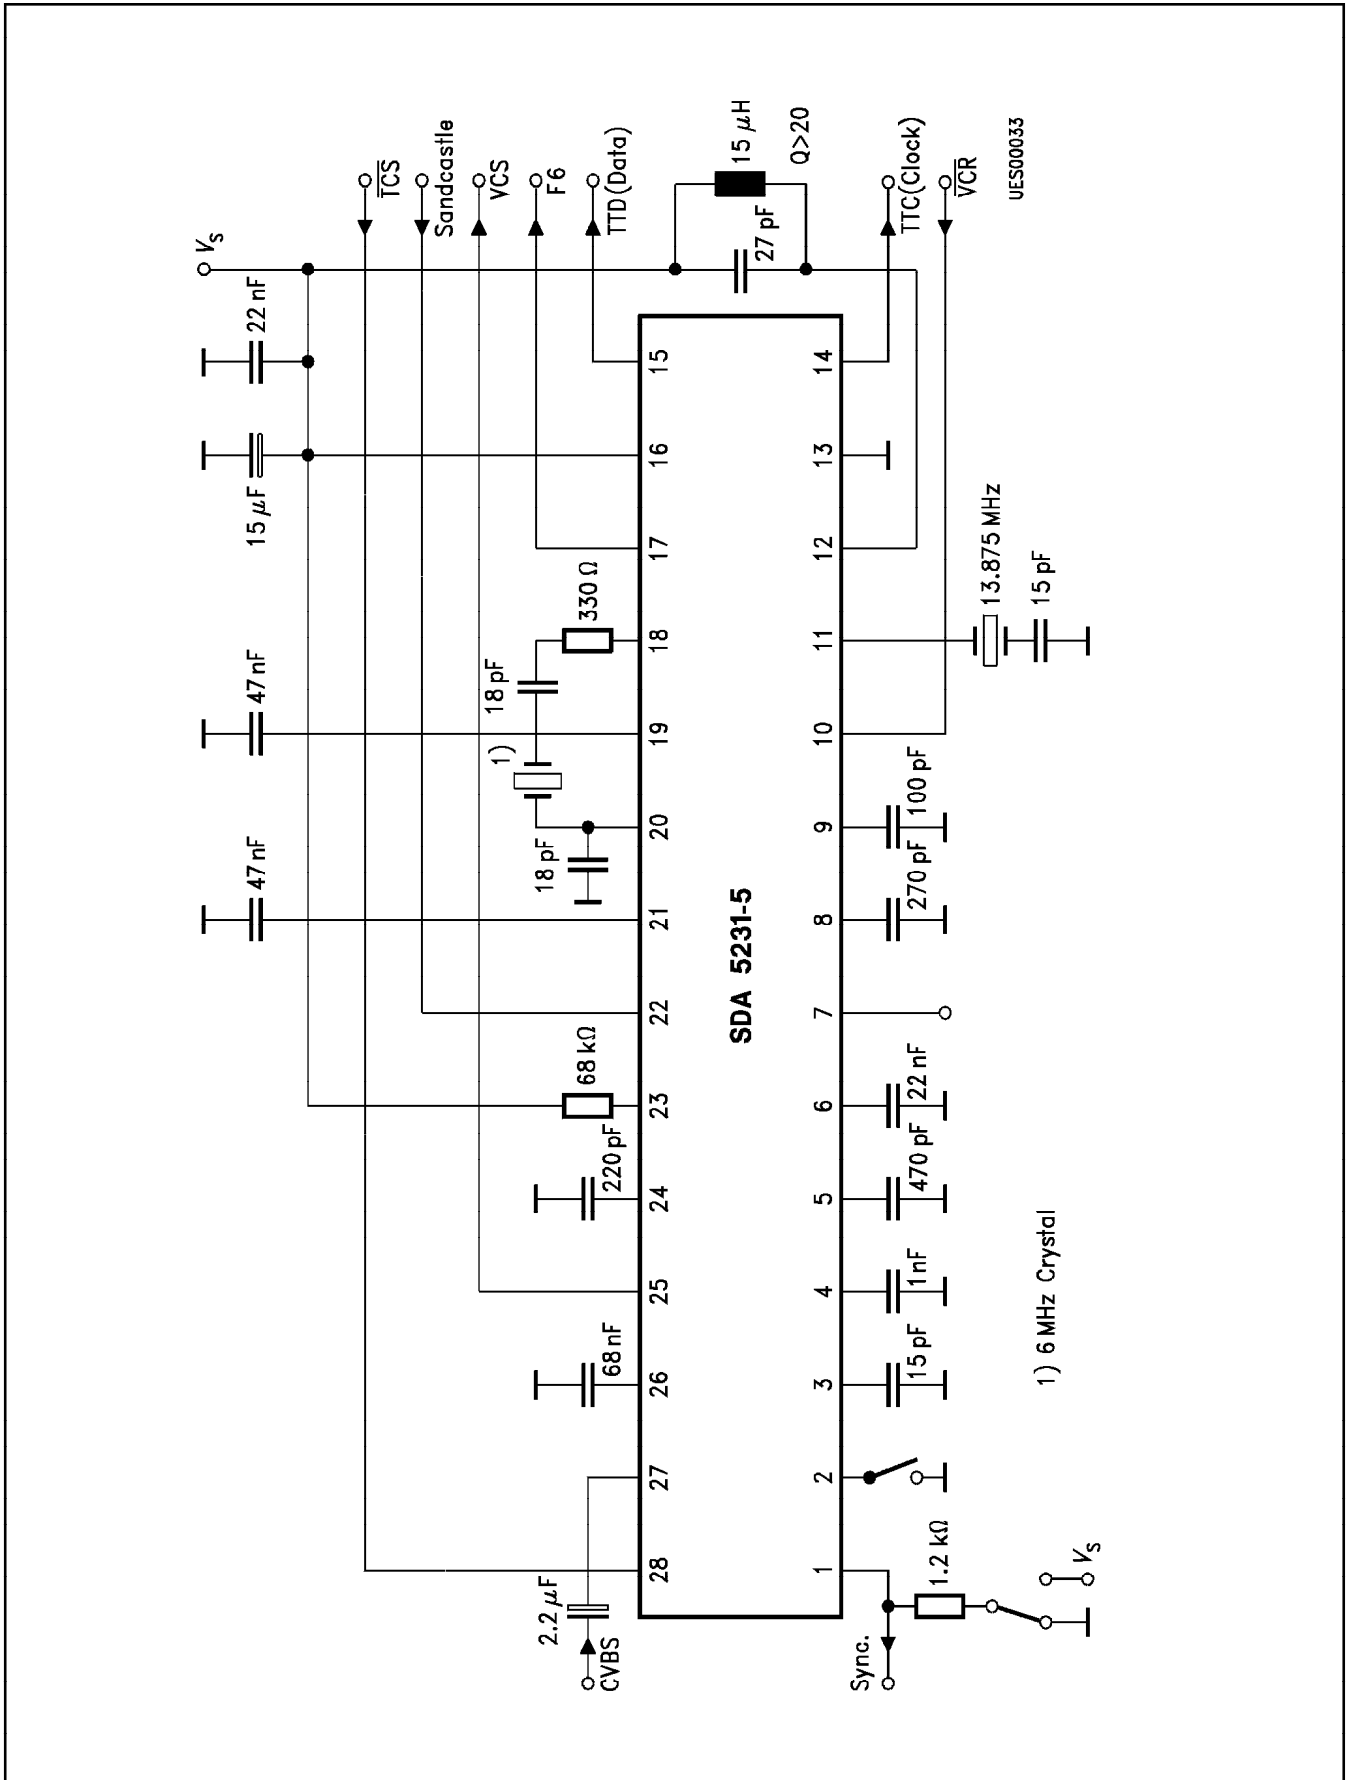 V_S
22 nF
15 μF
47 nF
47 nF
T̅C̅S̅
Sandcastle
VCS
F6
TTD (Data)
15 μH
Q>20
27 pF
TTC (Clock)
V̅C̅R̅
UES00033
330 Ω
18 pF
1)
18 pF
68 kΩ
220 pF
68 nF
2.2 μF
CVBS
28 27 26 25 24 23 22 21 20 19 18 17 16 15
SDA 5231-5
1 2 3 4 5 6 7 8 9 10 11 12 13 14
Sync.
1.2 kΩ
V_S
15 pF
1 nF
470 pF
22 nF
270 pF
100 pF
13.875 MHz
15 pF
1) 6 MHz Crystal